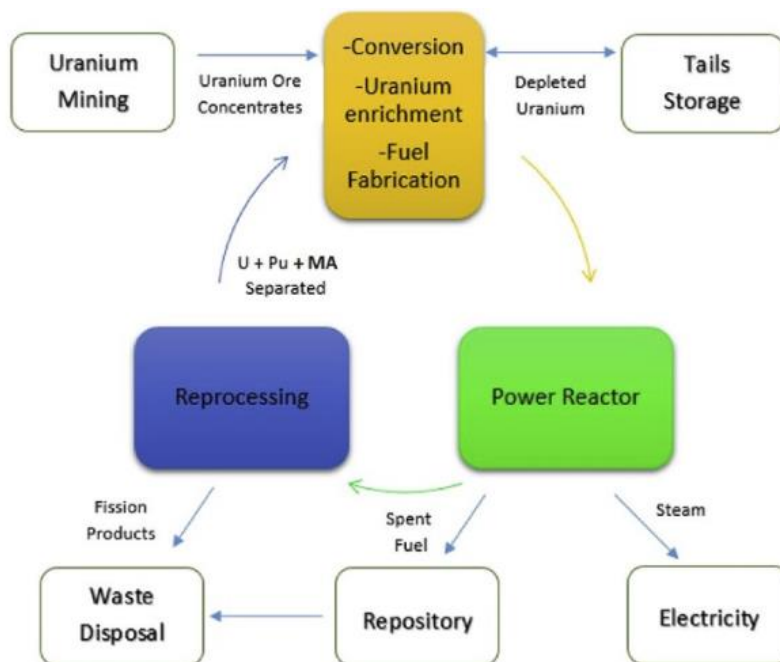 Uranium
Mining
Uranium Ore
Concentrates
-Conversion
-Uranium
enrichment
-Fuel
Fabrication
Depleted
Uranium
Tails
Storage
U + Pu + MA
Separated
Reprocessing
Power Reactor
Fission
Products
Spent
Fuel
Steam
Waste
Disposal
Repository
Electricity